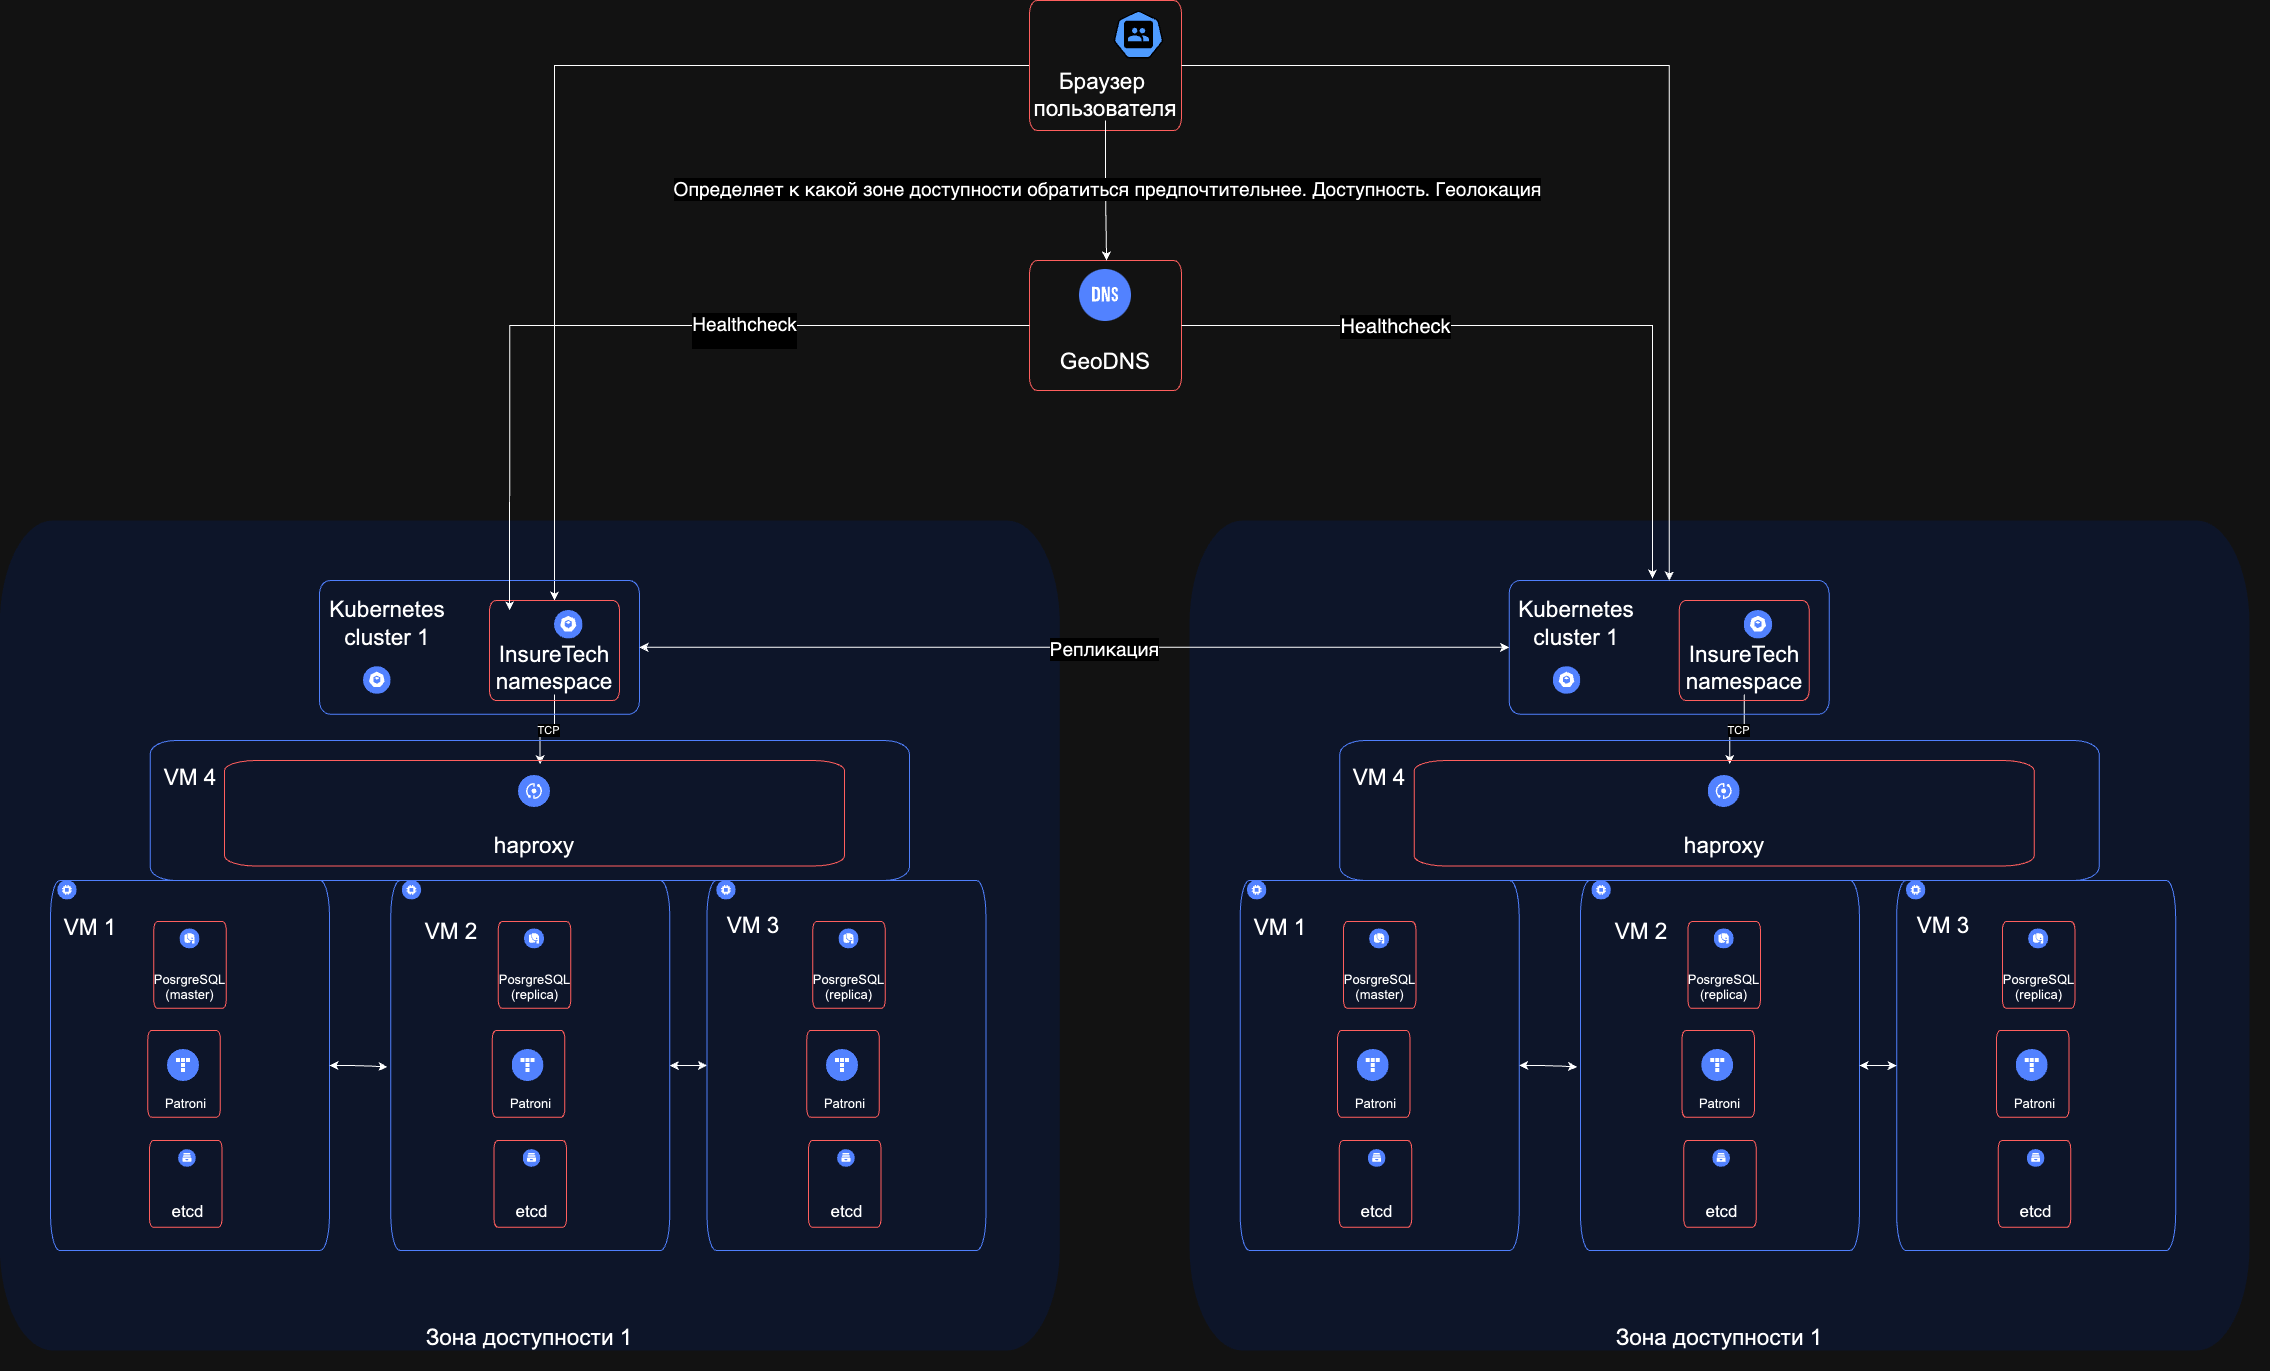 Браузер
пользователя
Определяет к какой зоне доступности обратиться предпочтительнее. Доступность. Геолокация
DNS
GeoDNS
Healthcheck
Healthcheck
Kubernetes
cluster 1
InsureTech
namespace
Репликация
Kubernetes
cluster 1
InsureTech
namespace
TCP
TCP
VM 4
haproxy
VM 4
haproxy
VM 1
PosrgreSQL
(master)
Patroni
etcd
VM 2
PosrgreSQL
(replica)
Patroni
etcd
VM 3
PosrgreSQL
(replica)
Patroni
etcd
VM 1
PosrgreSQL
(master)
Patroni
etcd
VM 2
PosrgreSQL
(replica)
Patroni
etcd
VM 3
PosrgreSQL
(replica)
Patroni
etcd
Зона доступности 1
Зона доступности 1